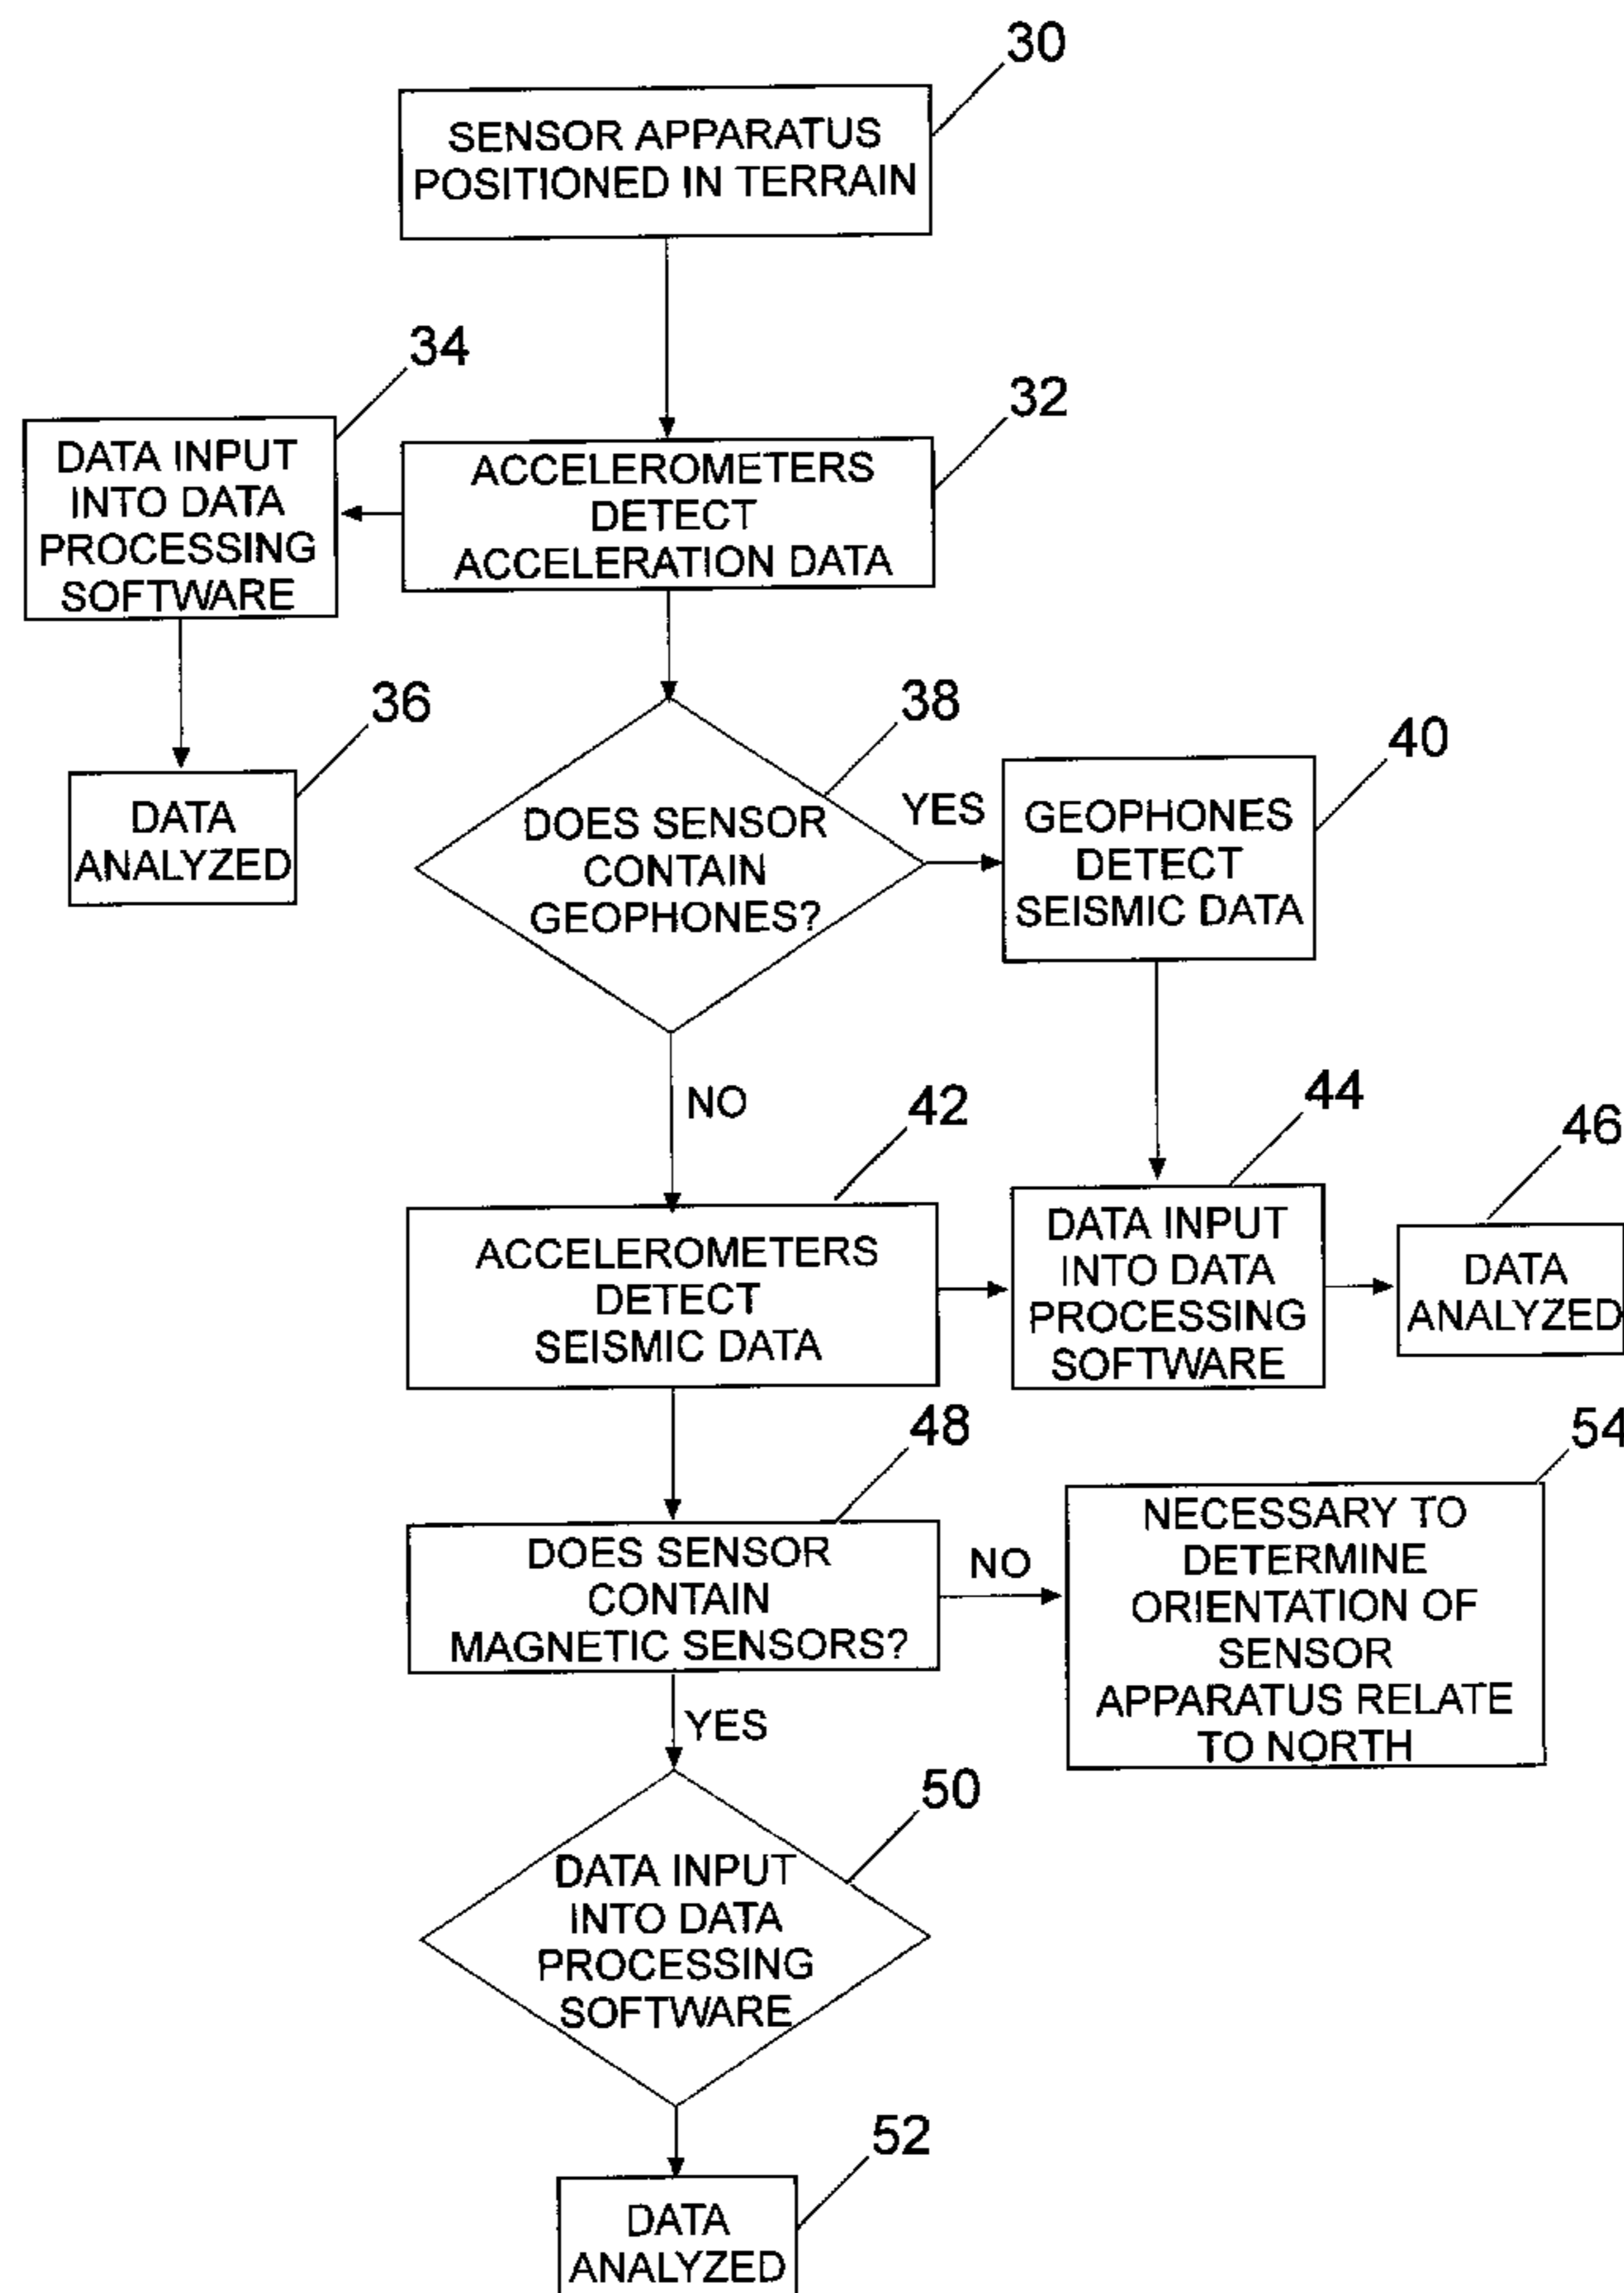 30
SENSOR APPARATUS
POSITIONED IN TERRAIN
34
DATA INPUT
INTO DATA
PROCESSING
SOFTWARE
32
ACCELEROMETERS
DETECT
ACCELERATION DATA
36
DATA
ANALYZED
38
DOES SENSOR
CONTAIN
GEOPHONES?
YES
40
GEOPHONES
DETECT
SEISMIC DATA
NO
42
ACCELEROMETERS
DETECT
SEISMIC DATA
44
DATA INPUT
INTO DATA
PROCESSING
SOFTWARE
46
DATA
ANALYZED
48
DOES SENSOR
CONTAIN
MAGNETIC SENSORS?
NO
54
NECESSARY TO
DETERMINE
ORIENTATION OF
SENSOR
APPARATUS RELATE
TO NORTH
YES
50
DATA INPUT
INTO DATA
PROCESSING
SOFTWARE
52
DATA
ANALYZED